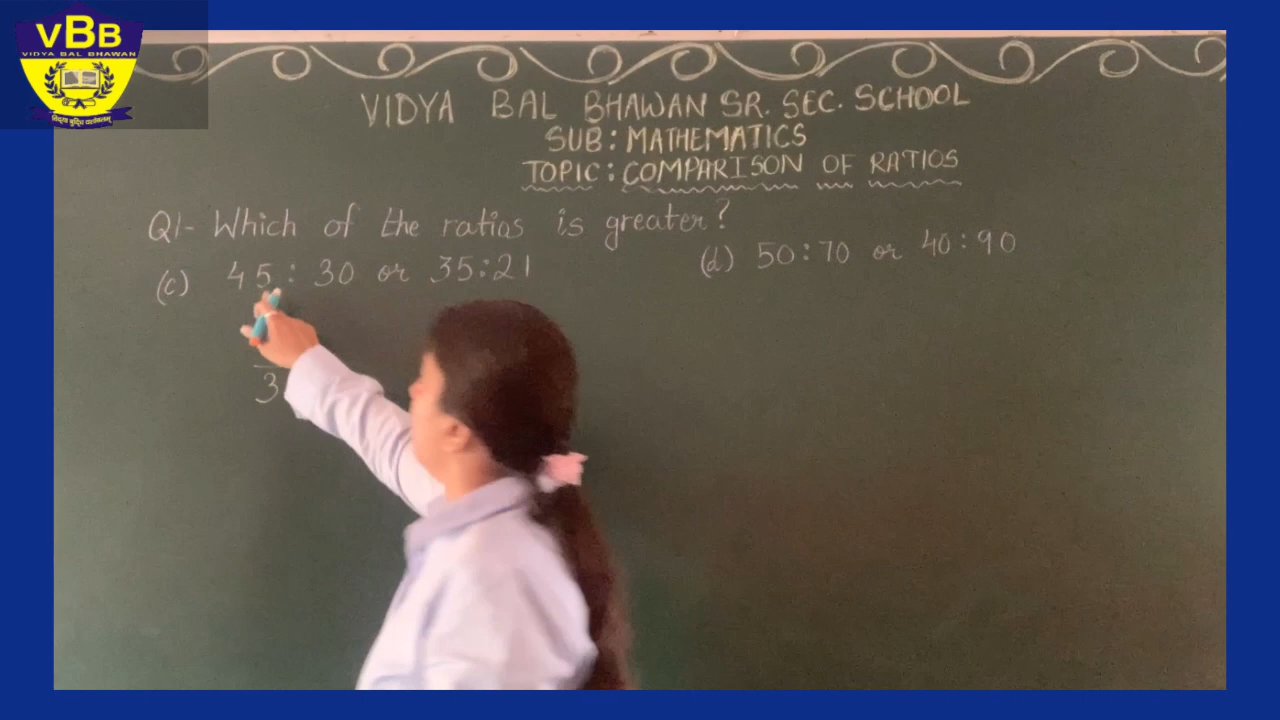 VBB
VIDYA BAL BHAWAN
VIDYA BAL BHAWAN SR. SEC. SCHOOL
SUB: MATHEMATICS
TOPIC: COMPARISON OF RATIOS
Q1- Which of the ratios is greater?
(c) 45: 30 or 35:21
(d) 50:70 or 40:90
3